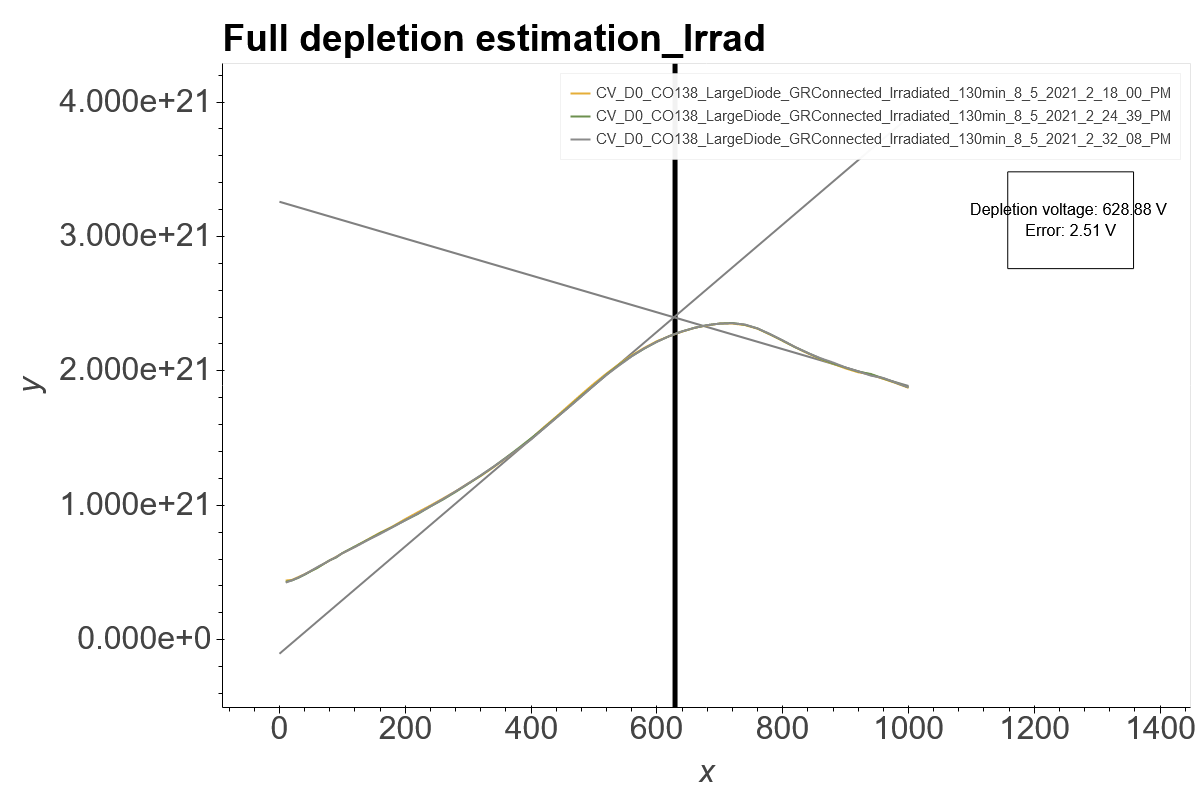 Full depletion estimation_Irrad
4.000e+21
3.000e+21
2.000e+21
1.000e+21
0.000e+0
y
CV_D0_CO138_LargeDiode_GRConnected_Irradiated_130min_8_5_2021_2_18_00_PM
CV_D0_CO138_LargeDiode_GRConnected_Irradiated_130min_8_5_2021_2_24_39_PM
CV_D0_CO138_LargeDiode_GRConnected_Irradiated_130min_8_5_2021_2_32_08_PM
Depletion voltage: 628.88 V
Error: 2.51 V
0 200 400 600 800 1000 1200 1400
x